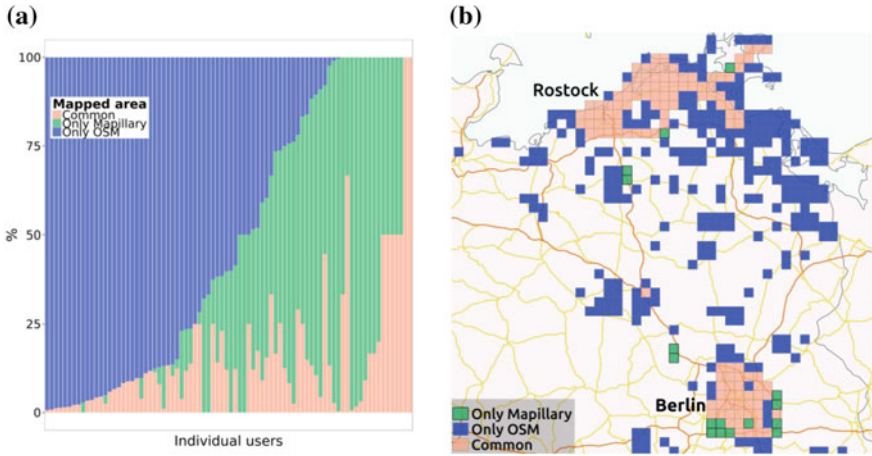 (a)
100
75
50
25
0
%
Mapped area
Common
Only Mapillary
Only OSM
Individual users
(b)
Rostock
Berlin
Only Mapillary
Only OSM
Common